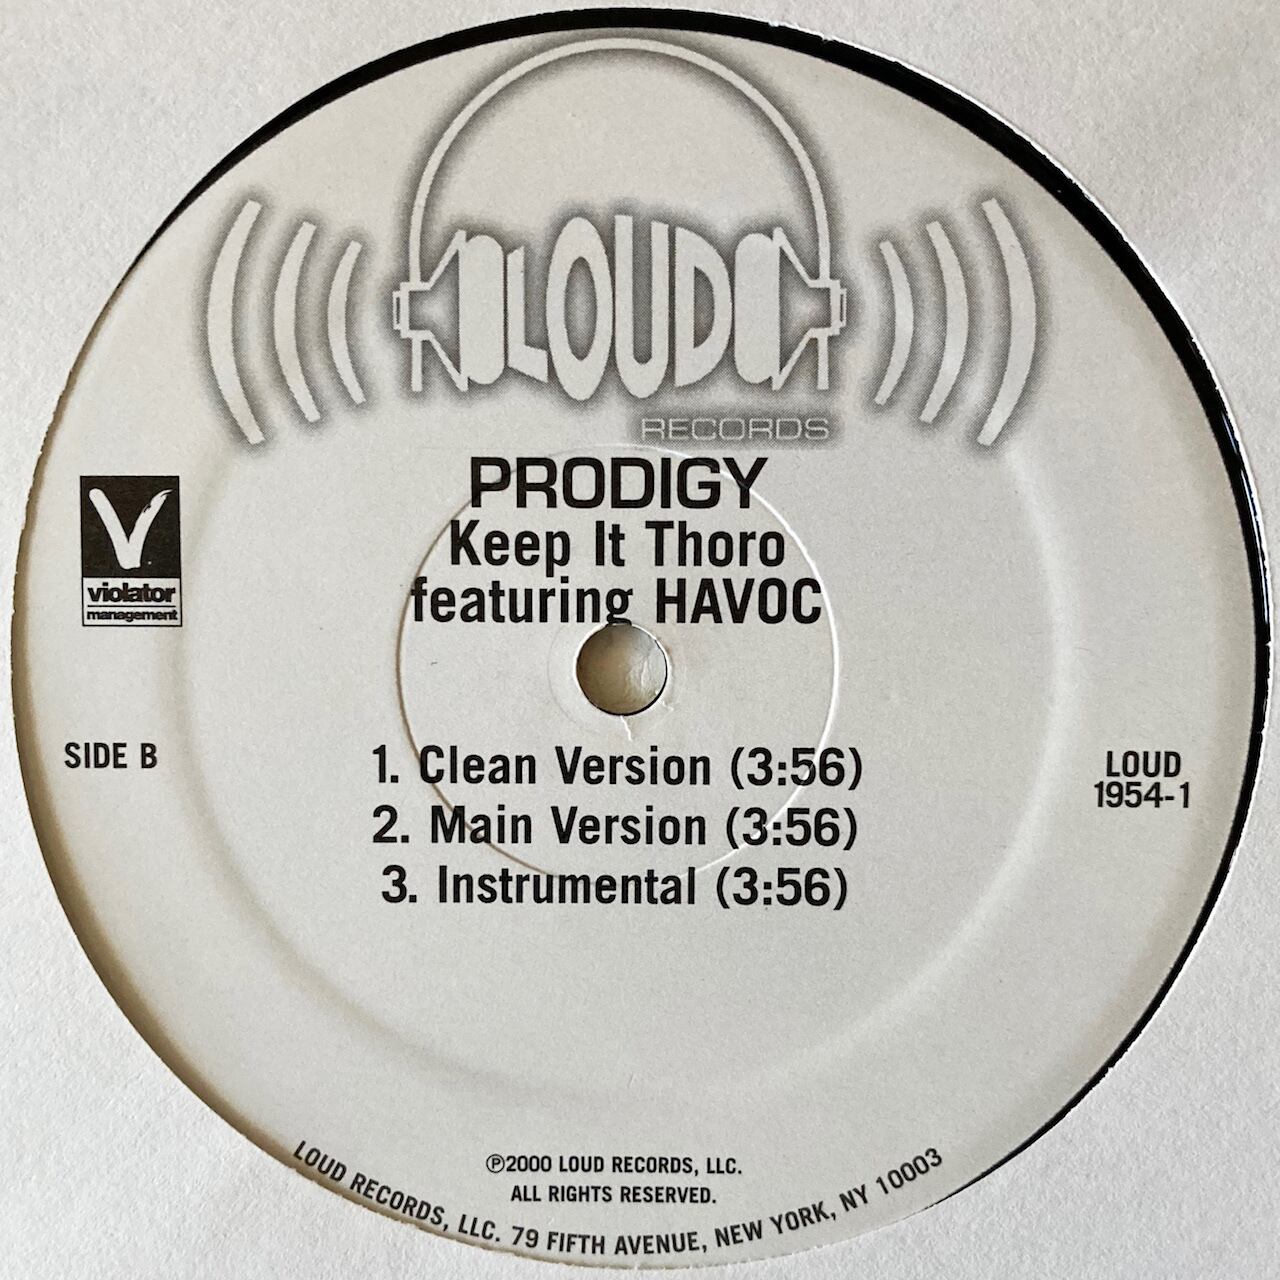 LOUD
RECORDS
PRODIGY
Keep It Thoro
featuring HAVOC
V
violator
management
SIDE B
1. Clean Version (3:56)
2. Main Version (3:56)
3. Instrumental (3:56)
LOUD
1954-1
℗2000 LOUD RECORDS, LLC.
ALL RIGHTS RESERVED.
LOUD RECORDS, LLC. 79 FIFTH AVENUE, NEW YORK, NY 10003